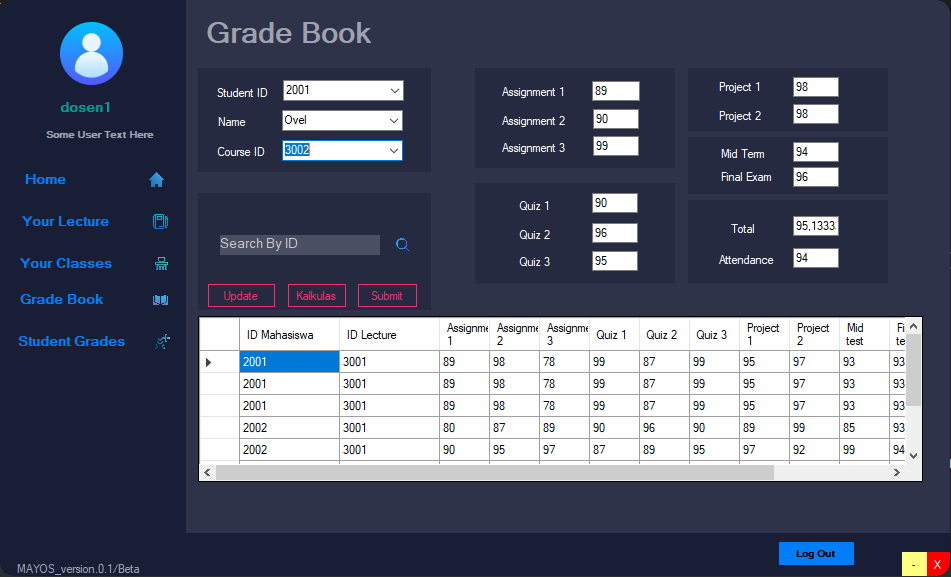 Grade Book
dosen1
Some User Text Here
Home
Your Lecture
Your Classes
Grade Book
Student Grades
MAYOS_version.0.1/Beta
Student ID 2001
Name Ovel
Course ID 3002
Search By ID
Update Kalkulas Submit
Assignment 1 89
Assignment 2 90
Assignment 3 99
Quiz 1 90
Quiz 2 96
Quiz 3 95
Project 1 98
Project 2 98
Mid Term 94
Final Exam 96
Total 95,1333
Attendance 94
ID Mahasiswa ID Lecture Assignme 1 Assignme 2 Assignme 3 Quiz 1 Quiz 2 Quiz 3 Project 1 Project 2 Mid test Fi te
2001 3001 89 98 78 99 87 99 95 97 93 93
2001 3001 89 98 78 99 87 99 95 97 93 93
2001 3001 89 98 78 99 87 99 95 97 93 93
2002 3001 80 87 89 90 96 90 89 99 85 93
2002 3001 90 95 97 87 89 95 97 92 99 94
Log Out
- X